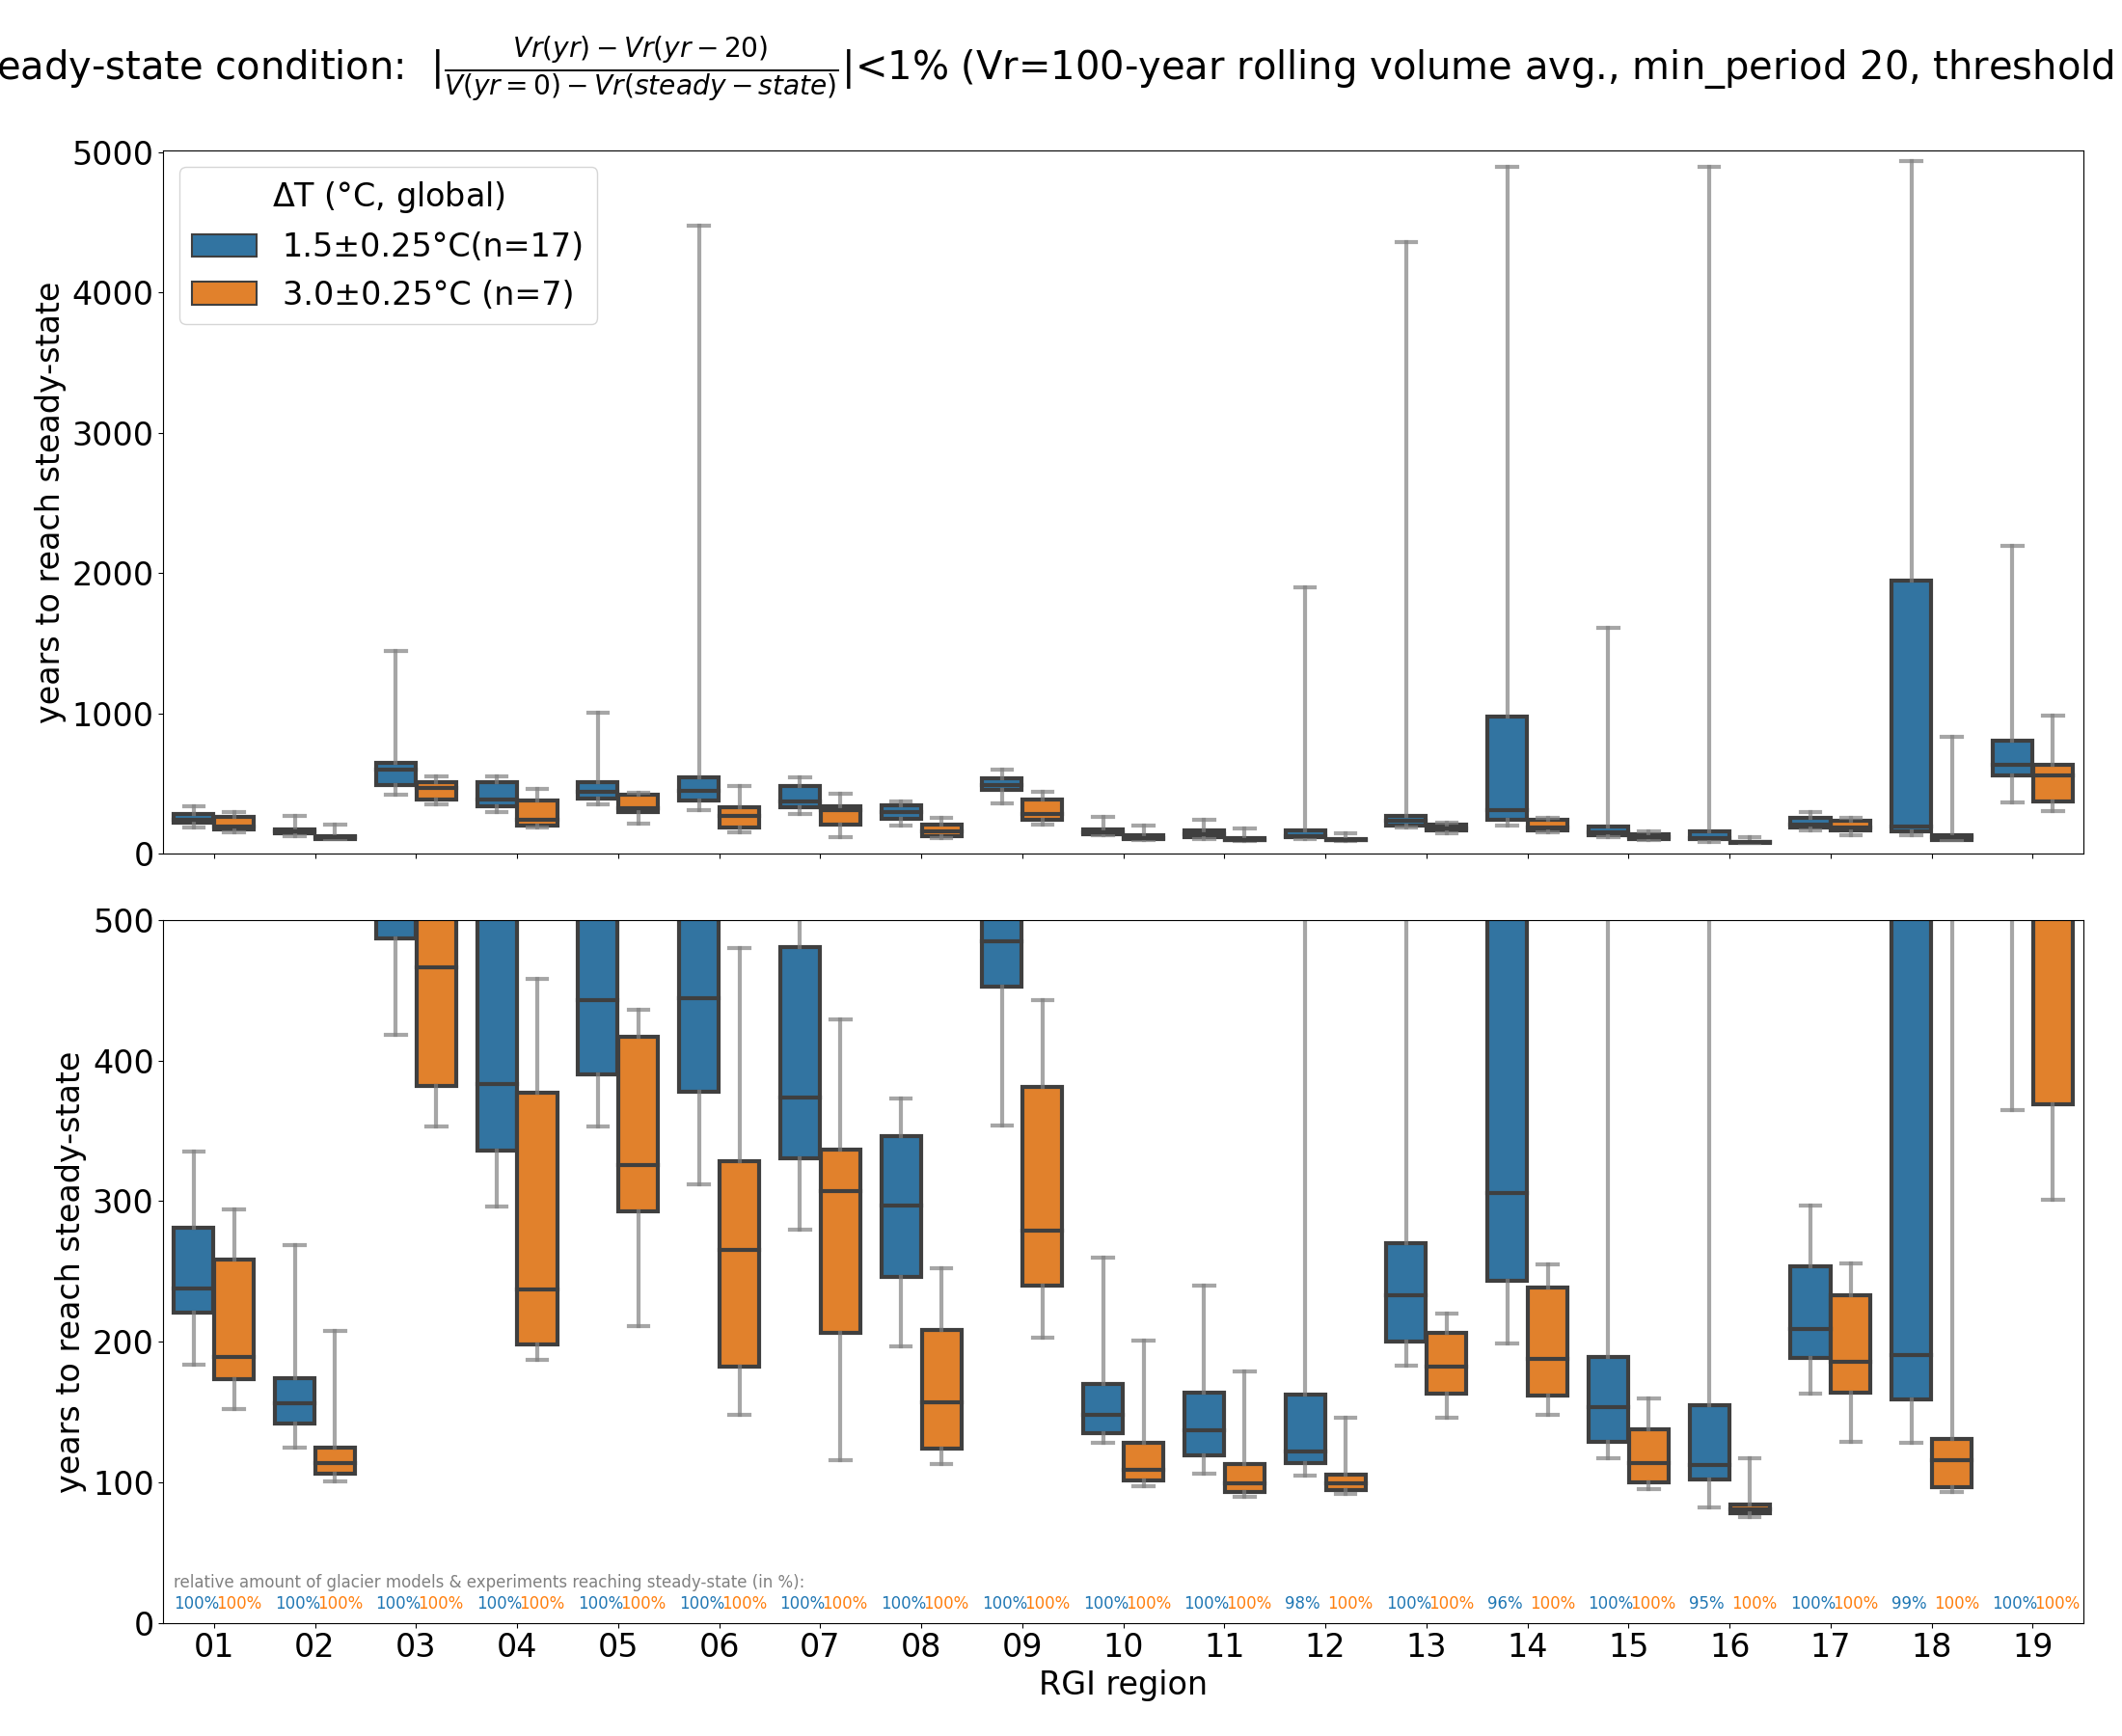 eady-state condition: |Vr(yr) − Vr(yr − 20) / V(yr = 0) − Vr(steady − state)|<1% (Vr=100-year rolling volume avg., min_period 20, threshold
5000
4000
3000
2000
1000
0
years to reach steady-state
ΔT (°C, global)
1.5±0.25°C(n=17)
3.0±0.25°C (n=7)
500
400
300
200
100
0
years to reach steady-state
relative amount of glacier models & experiments reaching steady-state (in %):
100% 100% 100% 100% 100% 100% 100% 100% 100% 100% 100% 100% 100% 100% 100% 100% 100% 100% 100% 100% 100% 100% 98% 100% 100% 100% 96% 100% 100% 100% 95% 100% 100% 100% 99% 100% 100% 100%
01 02 03 04 05 06 07 08 09 10 11 12 13 14 15 16 17 18 19
RGI region